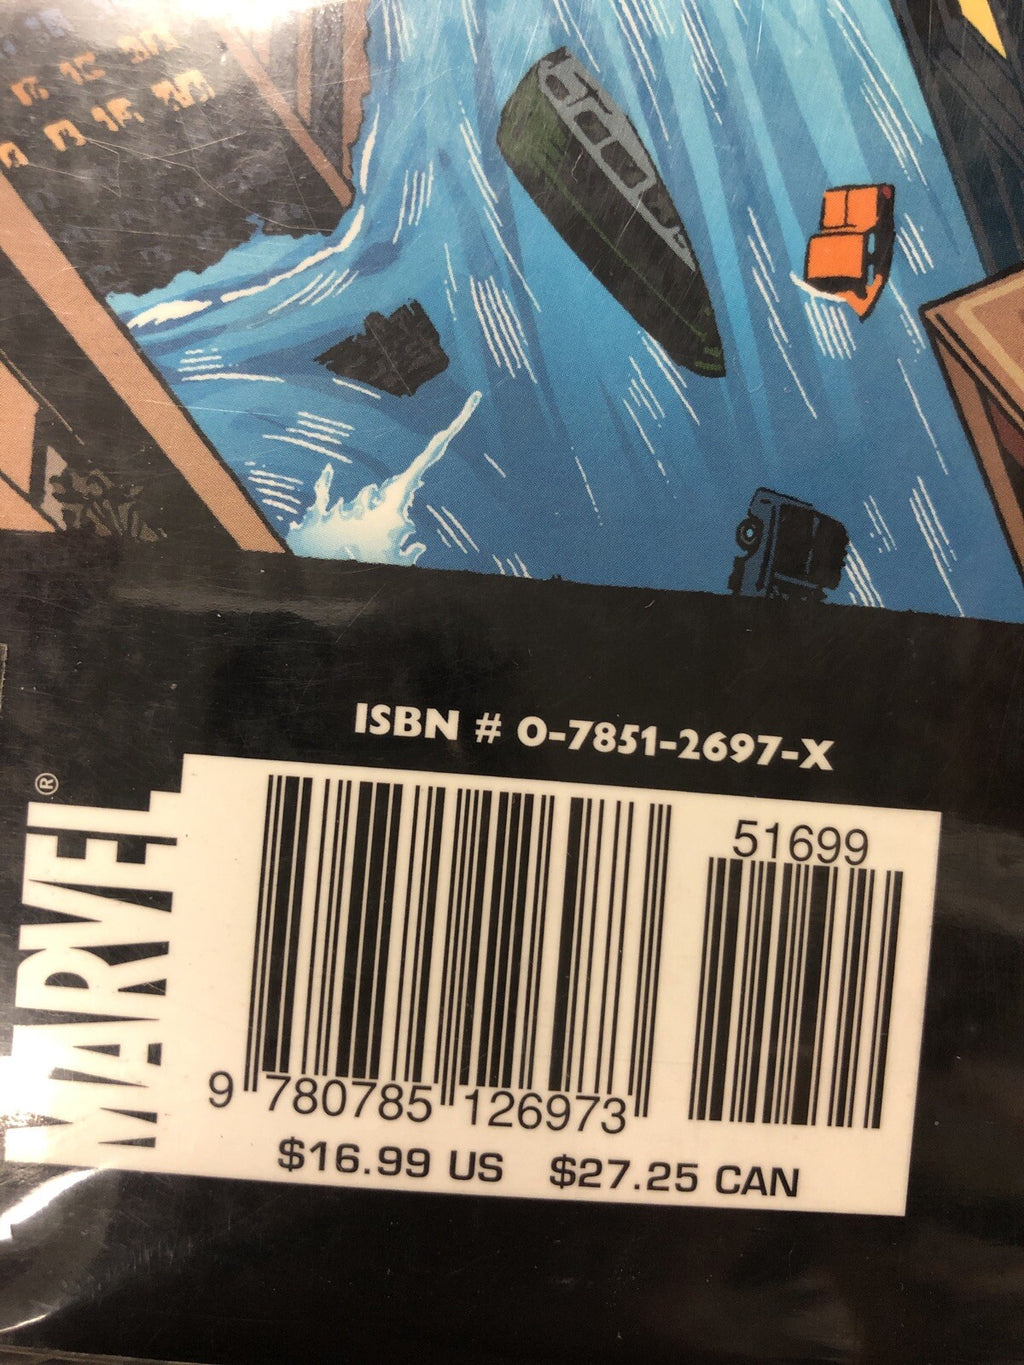 ISBN # 0-7851-2697-X
MARVEL®
51699
9 780785 126973
$16.99 US $27.25 CAN